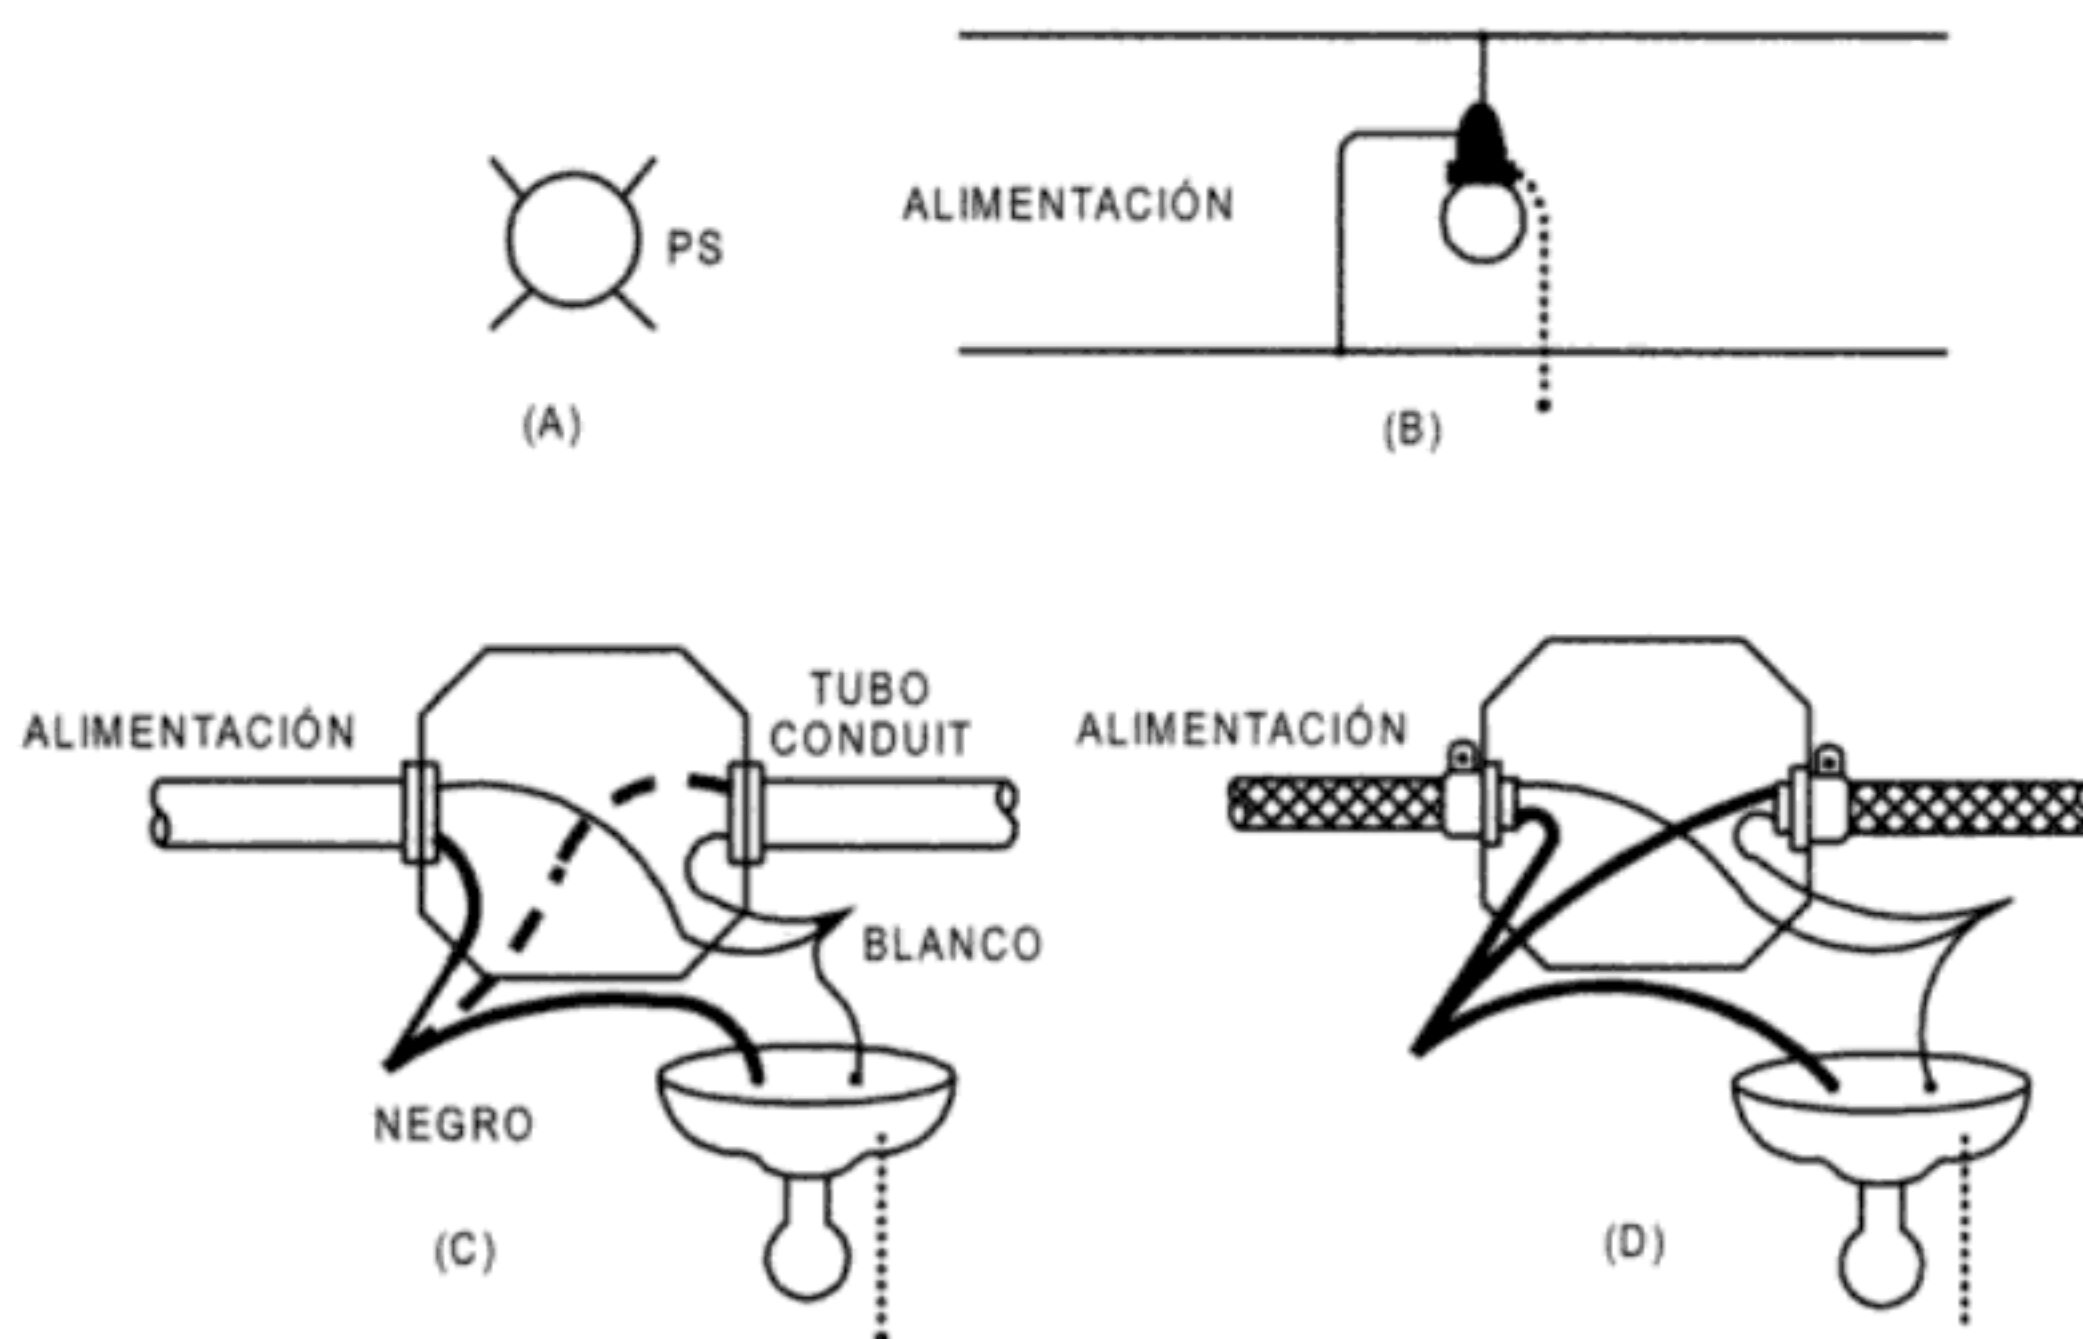 PS
ALIMENTACIÓN
(A)
(B)
ALIMENTACIÓN
TUBO
CONDUIT
BLANCO
NEGRO
(C)
ALIMENTACIÓN
(D)